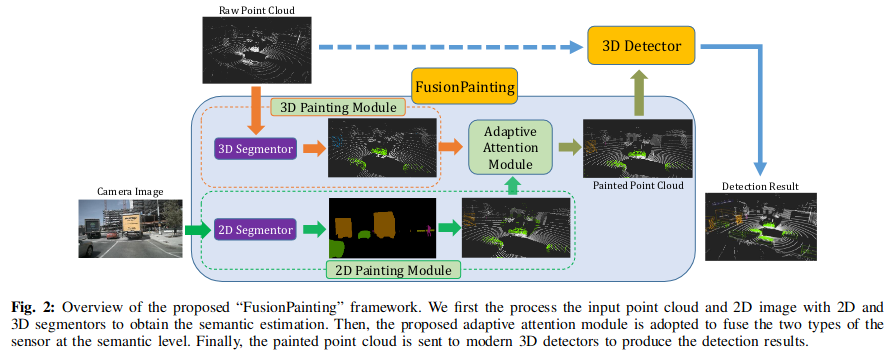 Raw Point Cloud
3D Detector
FusionPainting
3D Painting Module
3D Segmentor
Adaptive
Attention
Module
Painted Point Cloud
Camera Image
Detection Result
2D Segmentor
2D Painting Module
Fig. 2: Overview of the proposed “FusionPainting” framework. We first the process the input point cloud and 2D image with 2D and
3D segmentors to obtain the semantic estimation. Then, the proposed adaptive attention module is adopted to fuse the two types of the
sensor at the semantic level. Finally, the painted point cloud is sent to modern 3D detectors to produce the detection results.